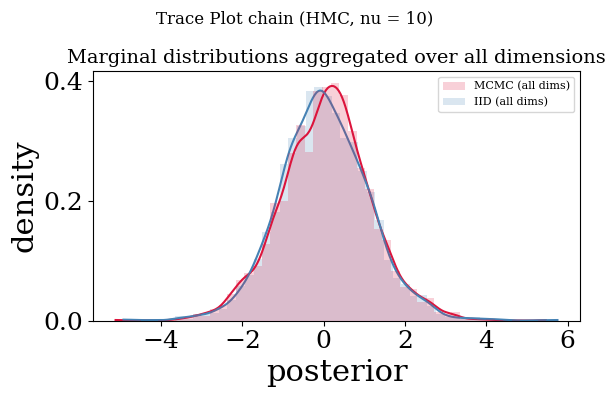 Trace Plot chain (HMC, nu = 10)
Marginal distributions aggregated over all dimensions
MCMC (all dims)
IID (all dims)
density
0.4
0.2
0.0
−4 −2 0 2 4 6
posterior